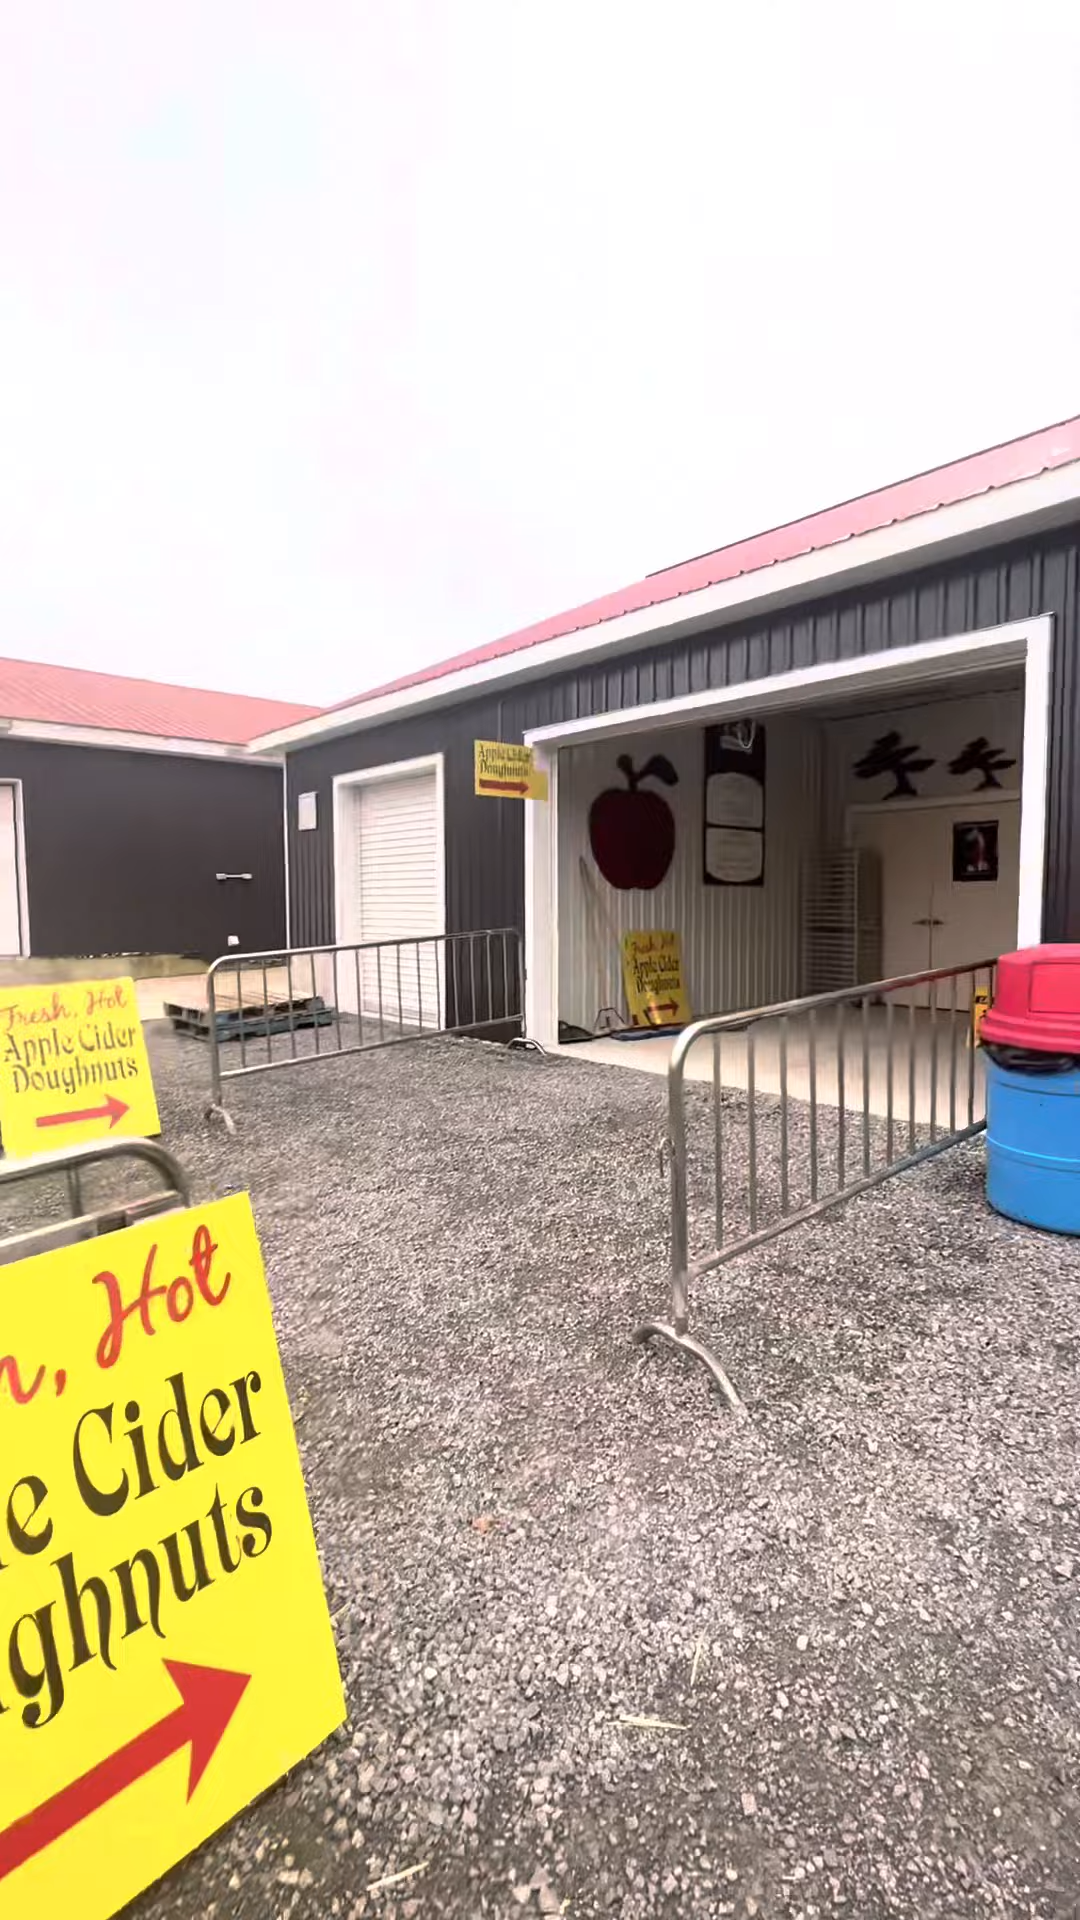 Apple Cider
Doughnuts
Fresh, Hot
Apple Cider
Doughnuts
Fresh, Hot
Apple Cider
Doughnuts
, Hot
e Cider
ghnuts